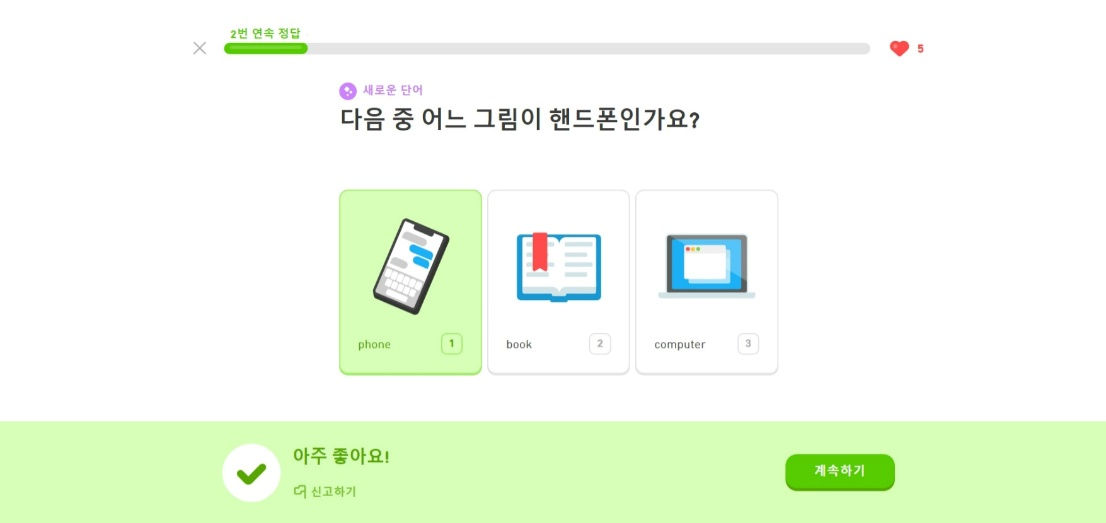 2번 연속 정답
5
새로운 단어
다음 중 어느 그림이 핸드폰인가요?
phone 1
book 2
computer 3
아주 좋아요!
신고하기
계속하기